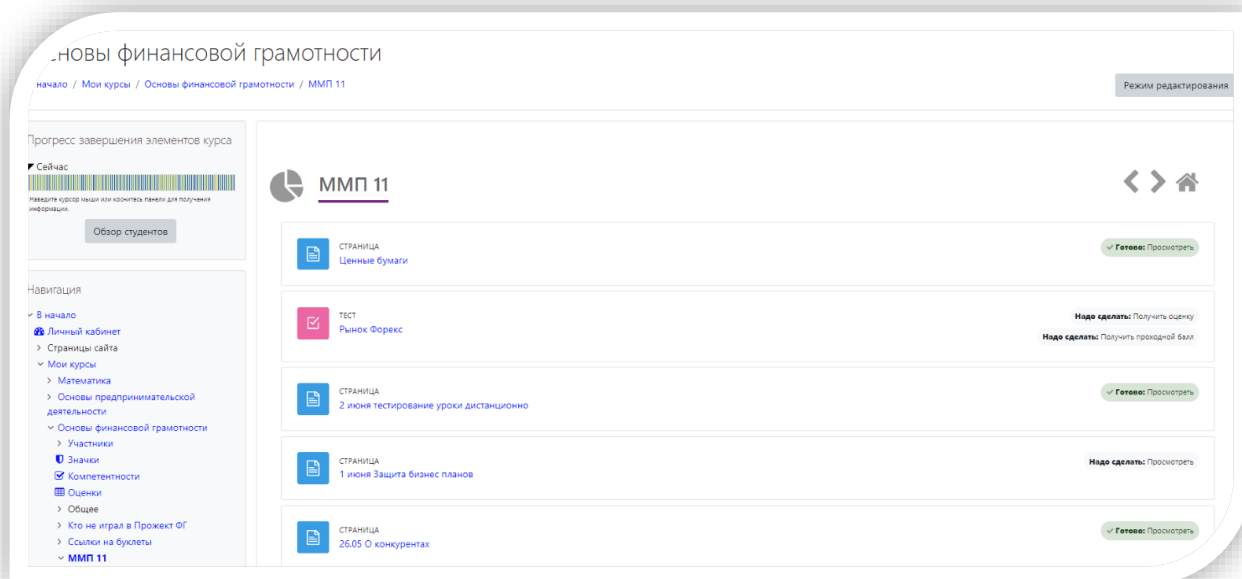 сновы финансовой грамотности
начало / Мои курсы / Основы финансовой грамотности / ММП 11
Режим редактирования
Прогресс завершения элементов курса
Сейчас
Наведите курсор мыши или коснитесь панели для получения
информации.
Обзор студентов
Навигация
В начало
Личный кабинет
Страницы сайта
Мои курсы
Математика
Основы предпринимательской
деятельности
Основы финансовой грамотности
Участники
Значки
Компетентности
Оценки
Общее
Кто не играл в Прожект ФГ
Ссылки на буклеты
ММП 11
ММП 11
СТРАНИЦА
Ценные бумаги
Готово: Просмотреть
ТЕСТ
Рынок Форекс
Надо сделать: Получить оценку
Надо сделать: Получить проходной балл
СТРАНИЦА
2 июня тестирование уроки дистанционно
Готово: Просмотреть
СТРАНИЦА
1 июня Защита бизнес планов
Надо сделать: Просмотреть
СТРАНИЦА
26.05 О конкурентах
Готово: Просмотреть